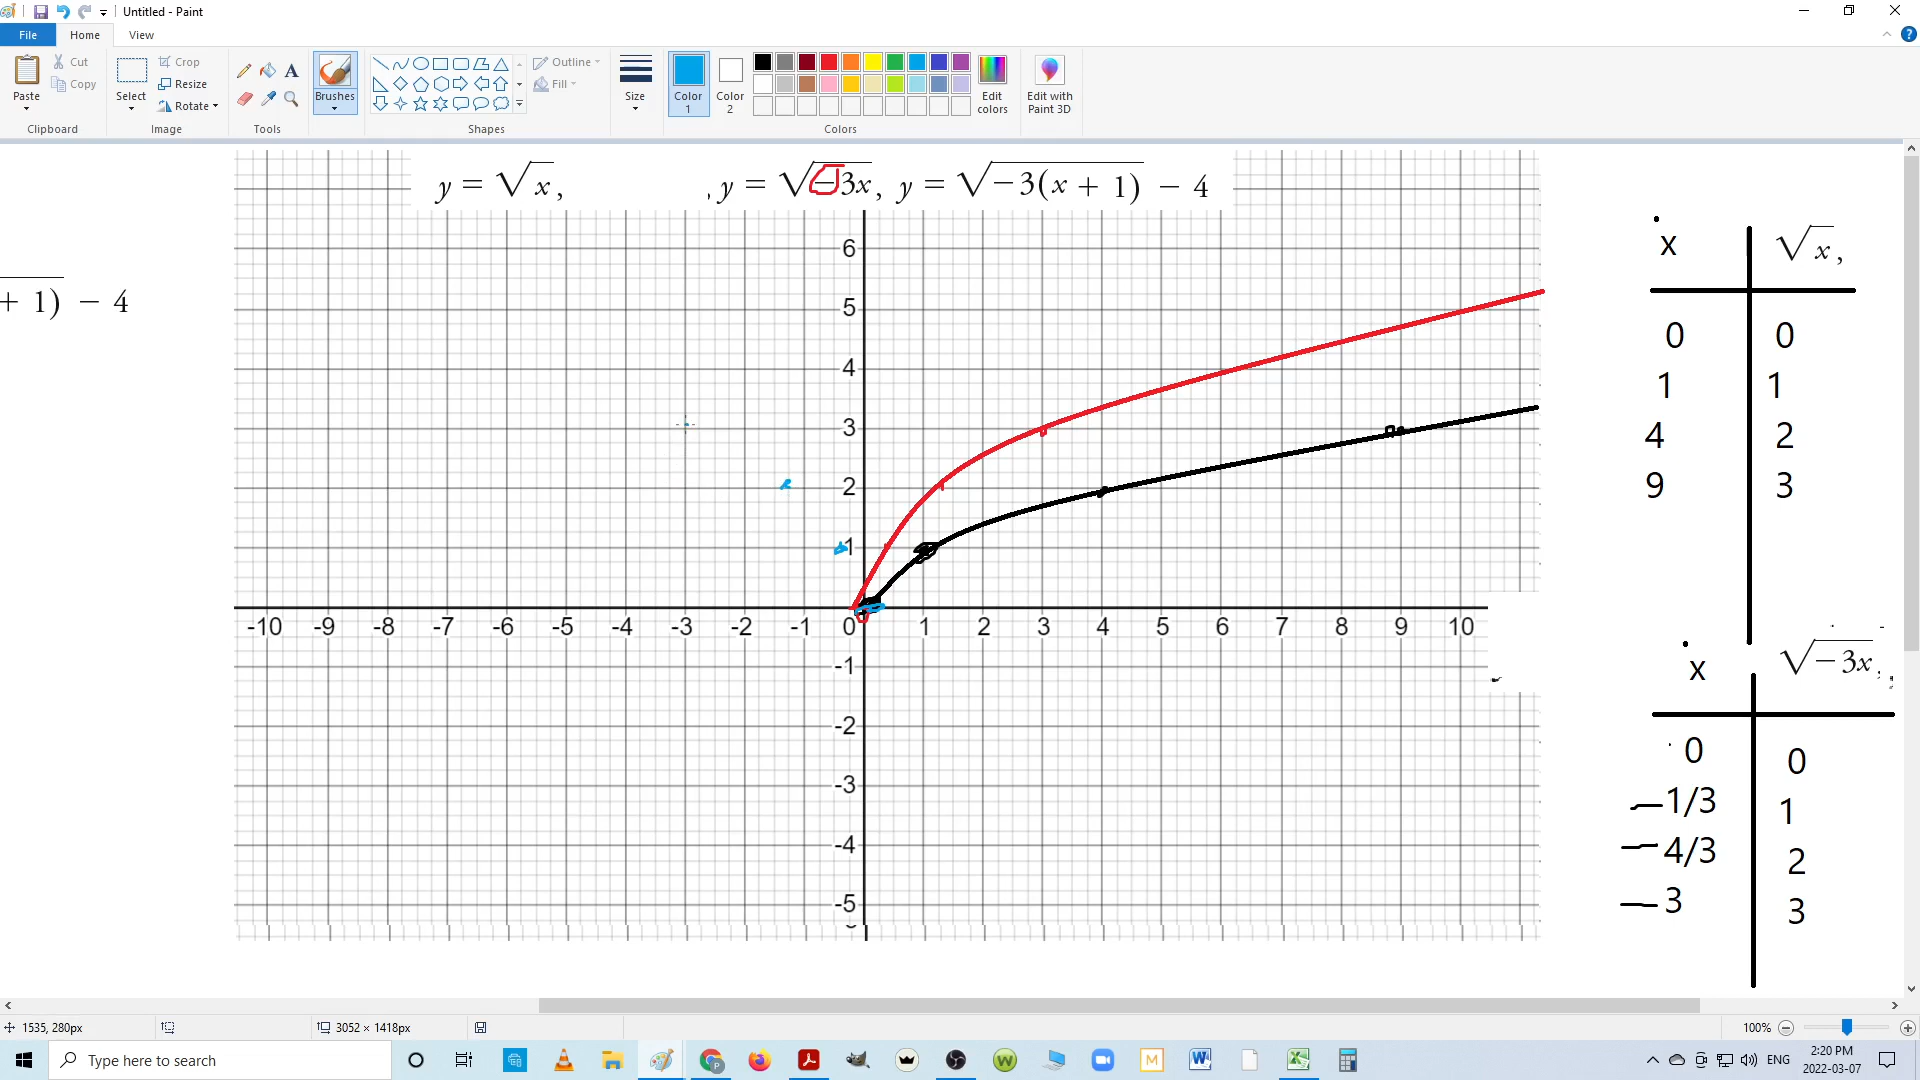 Untitled - Paint
File Home View
Paste
Cut
Copy
Clipboard
Select
Crop
Resize
Rotate
Image
A
Tools
Brushes
Shapes
Outline
Fill
Size
Color 1
Color 2
Colors
Edit colors
Edit with Paint 3D
y = √x, , y = √−3x, y = √−3(x + 1) − 4
+ 1) − 4
6
5
4
3
2
1
-10 -9 -8 -7 -6 -5 -4 -3 -2 -1 0 1 2 3 4 5 6 7 8 9 10
-1
-2
-3
-4
-5
x √x,
0 0
1 1
4 2
9 3
x √−3x,
0 0
−1/3 1
−4/3 2
−3 3
1535, 280px
3052 × 1418px
100%
Type here to search
ENG
2:20 PM
2022-03-07